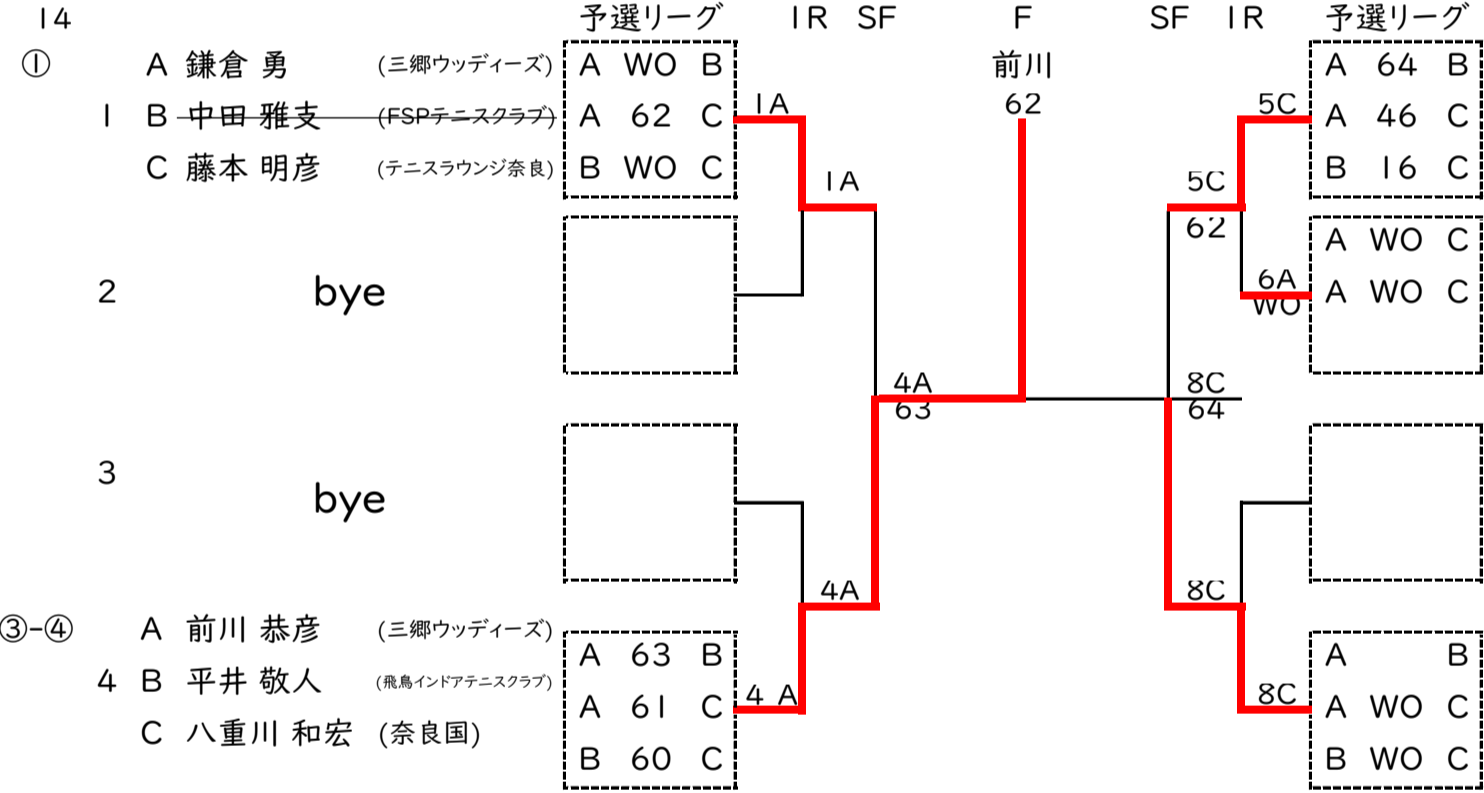 14 予選リーグ 1R SF F SF 1R 予選リーグ
① A 鎌倉 勇 (三郷ウッディーズ) A WO B 前川 A 64 B
1 B 中田 雅支 (FSPテニスクラブ) A 62 C 1A 62 5C A 46 C
C 藤本 明彦 (テニスラウンジ奈良) B WO C 1A 5C B 16 C
62 A WO C
2 bye 6A A WO C
WO
4A 8C
63 64
3
bye
4A 8C
③-④ A 前川 恭彦 (三郷ウッディーズ) A 63 B A B
4 B 平井 敬人 (飛鳥インドアテニスクラブ) A 61 C 4 A 8C A WO C
C 八重川 和宏 (奈良国) B 60 C B WO C